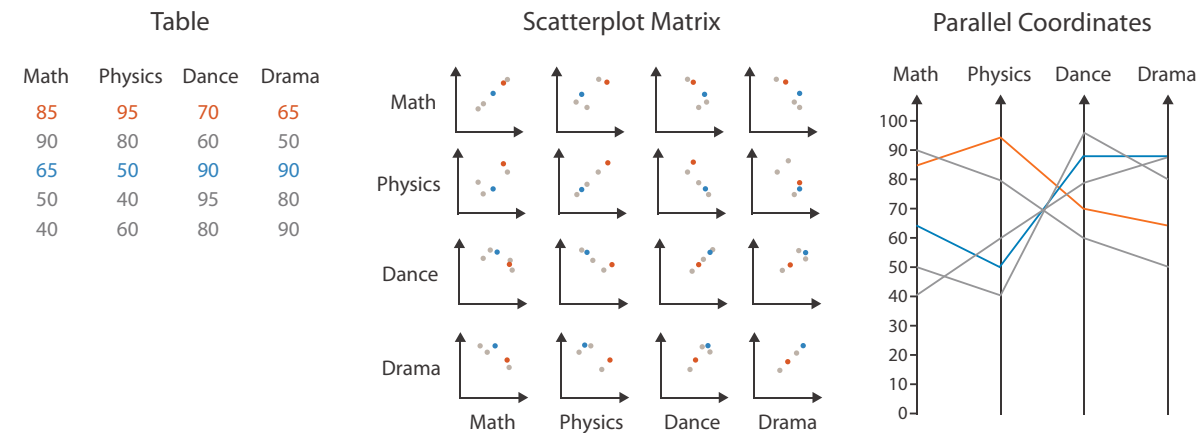 Table
Math Physics Dance Drama
85 95 70 65
90 80 60 50
65 50 90 90
50 40 95 80
40 60 80 90
Scatterplot Matrix
Math
Physics
Dance
Drama
Math Physics Dance Drama
Parallel Coordinates
Math Physics Dance Drama
100
90
80
70
60
50
40
30
20
10
0